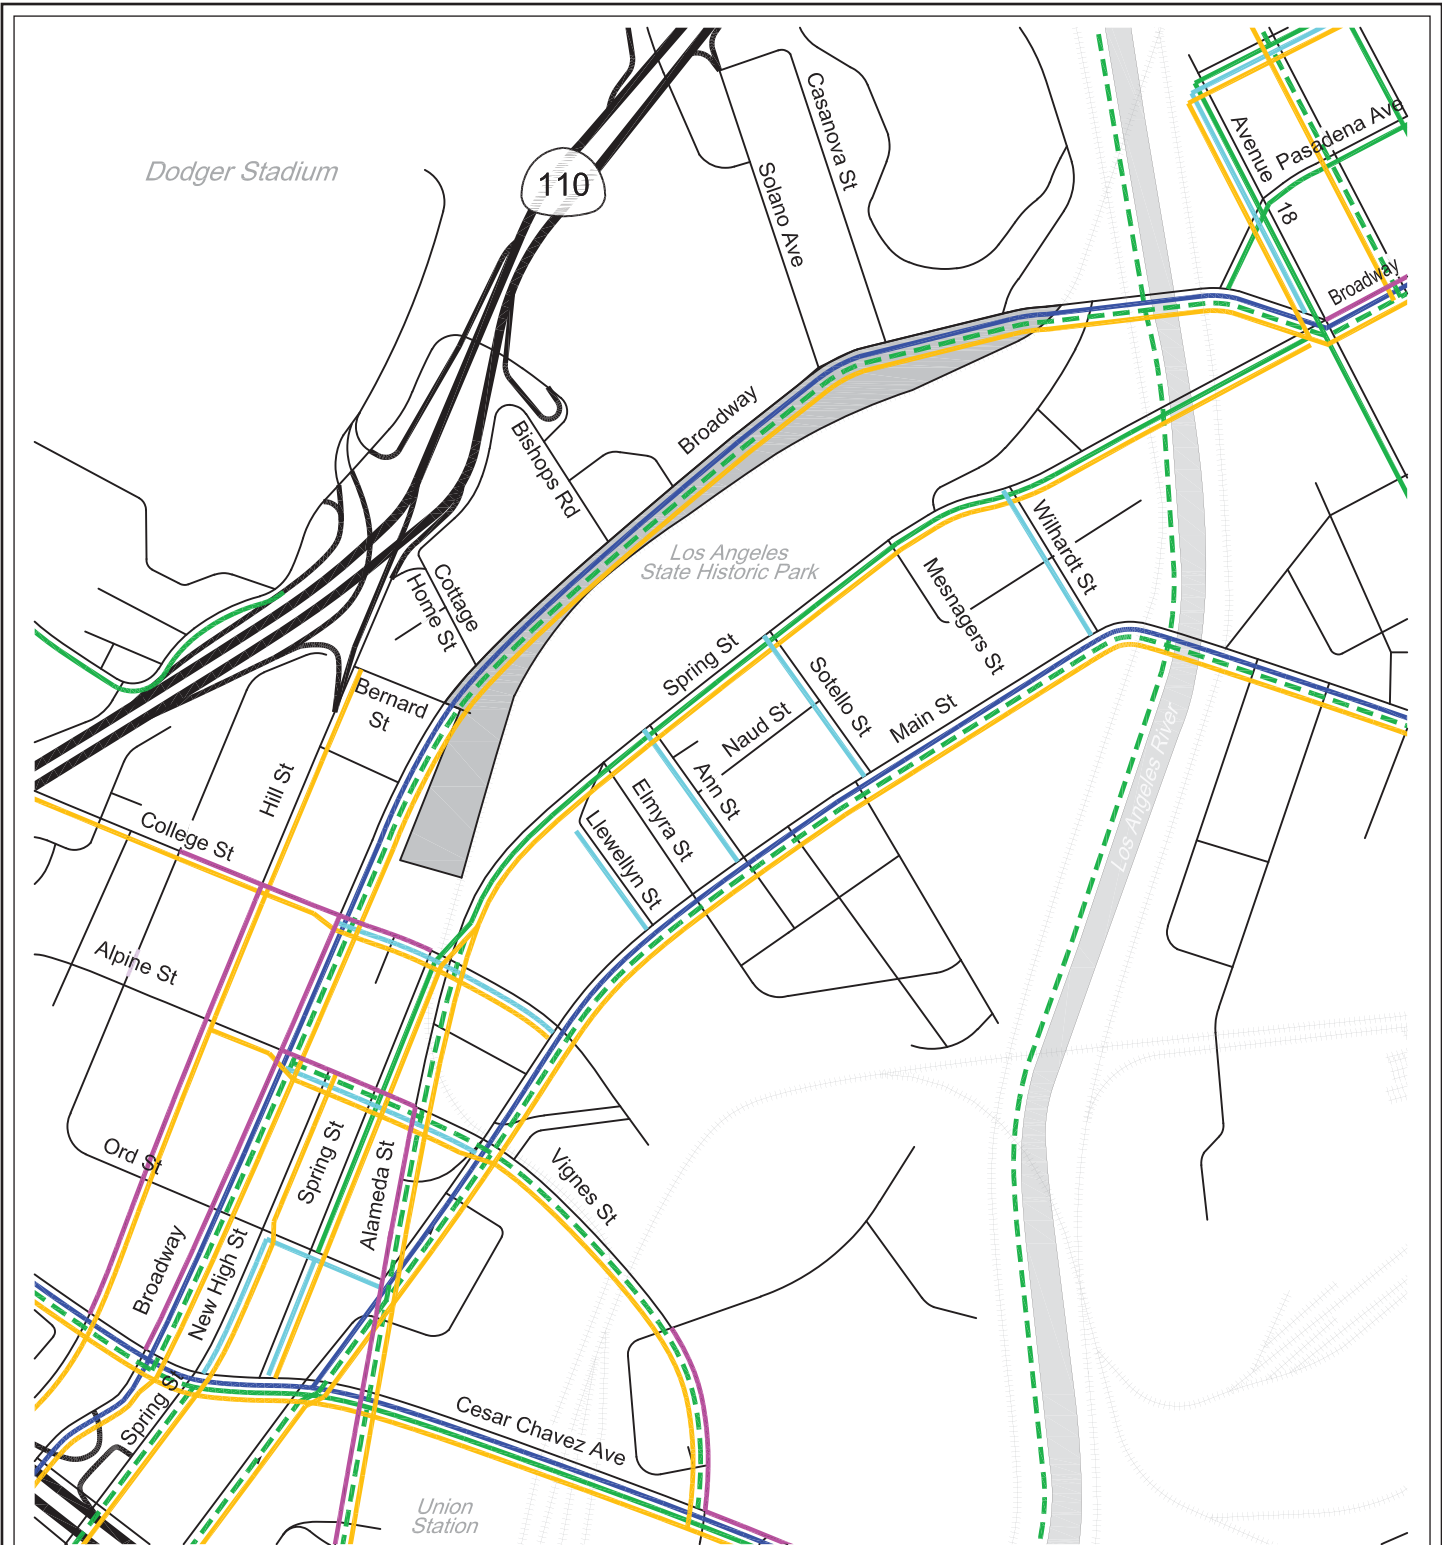 Dodger Stadium
110
Casanova St
Solano Ave
Avenue
18
Pasadena Ave
Broadway
Broadway
Bishops Rd
Los Angeles
State Historic Park
Cottage
Home St
Wilhardt St
Mesnagers St
Spring St
Sotello St
Main St
Naud St
Ann St
Elmyra St
Llewellyn St
Bernard
St
Hill St
College St
Los Angeles River
Alpine St
Ord St
Spring St
Alameda St
Vignes St
Broadway
New High St
Spring St
Cesar Chavez Ave
Union
Station